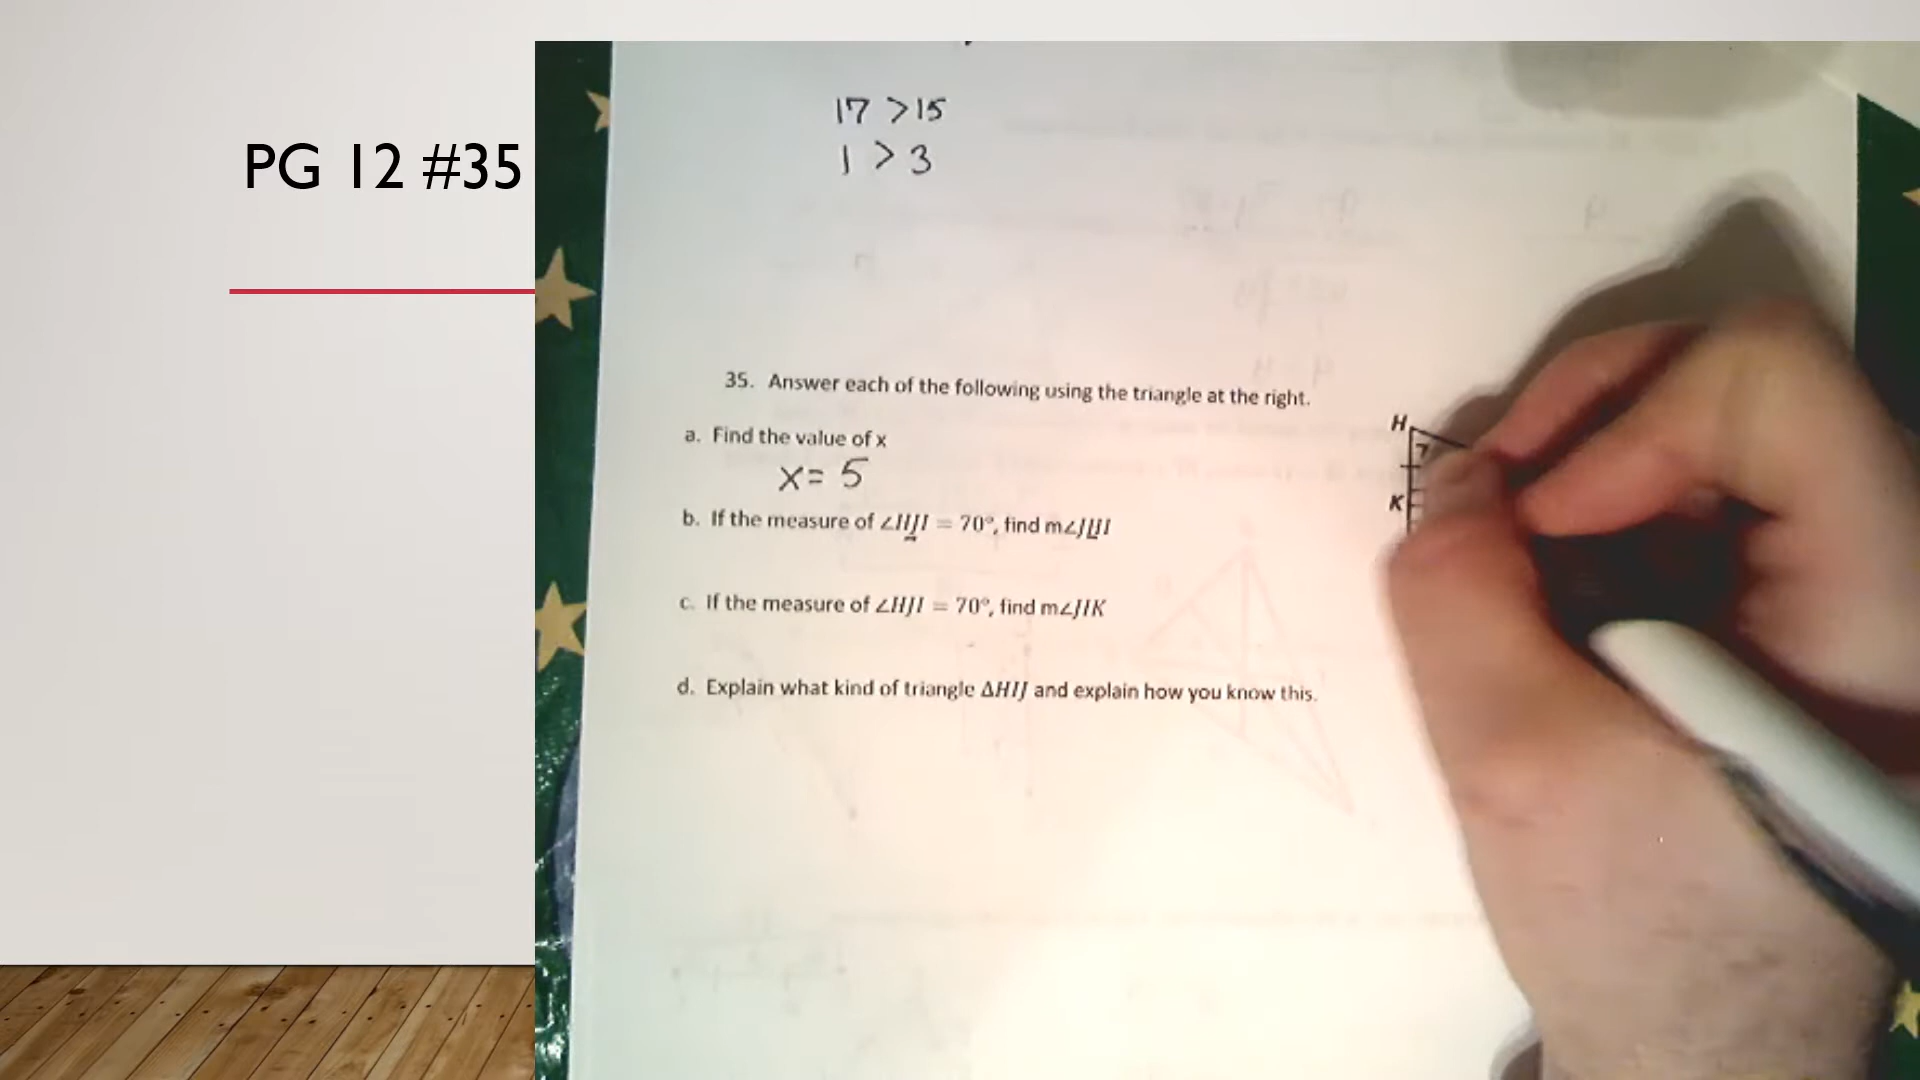 PG 12 #35
17 >15
1 > 3
35. Answer each of the following using the triangle at the right.
a. Find the value of x
x= 5
b. If the measure of ∠HJI = 70°, find m∠JHI
c. If the measure of ∠HJI = 70°, find m∠JIK
d. Explain what kind of triangle ΔHIJ and explain how you know this.
H
7
K